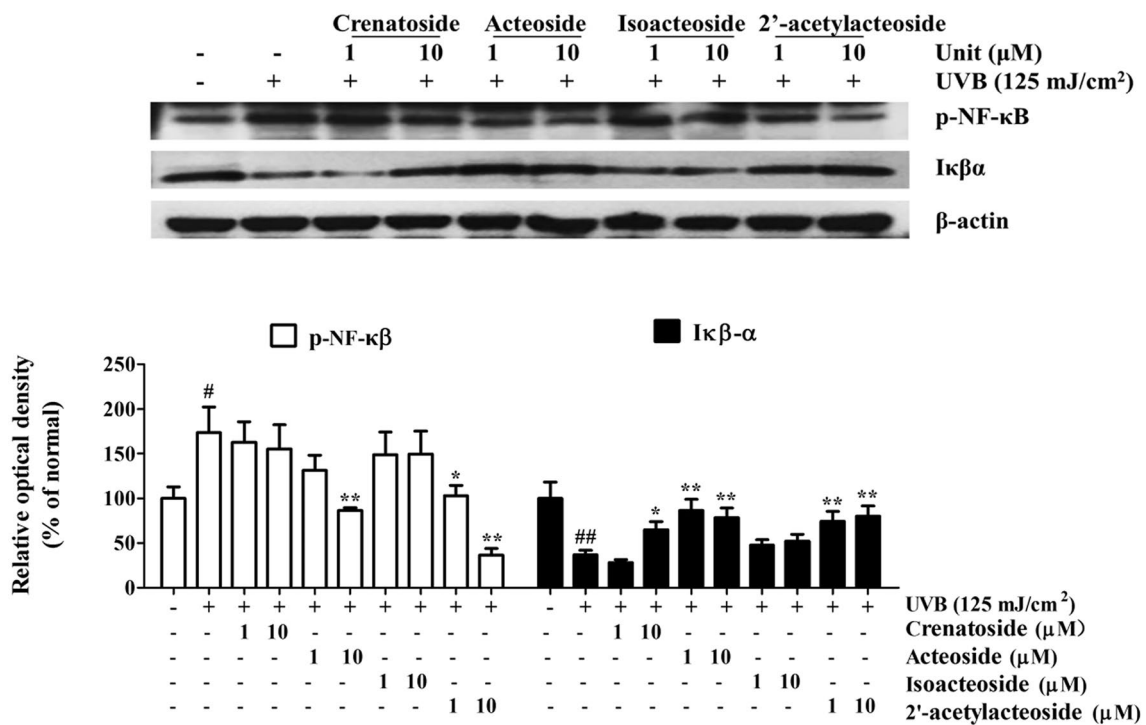 Crenatoside Acteoside Isoacteoside 2’-acetylacteoside
- - 1 10 1 10 1 10 1 10 Unit (μM)
- + + + + + + + + + UVB (125 mJ/cm²)
p-NF-κB
Iκβα
β-actin
p-NF-κβ Iκβ-α
Relative optical density
(% of normal)
250
200
150
100
50
0
# ** * ** ## * ** ** ** **
- + + + + + + + + + - + + + + + + + + + UVB (125 mJ/cm²)
- - 1 10 - - - - - - - - 1 10 - - - - - - Crenatoside (μM)
- - - - 1 10 - - - - - - - - 1 10 - - - - Acteoside (μM)
- - - - - - 1 10 - - - - - - - - 1 10 - - Isoacteoside (μM)
- - - - - - - - 1 10 - - - - - - - - 1 10 2'-acetylacteoside (μM)